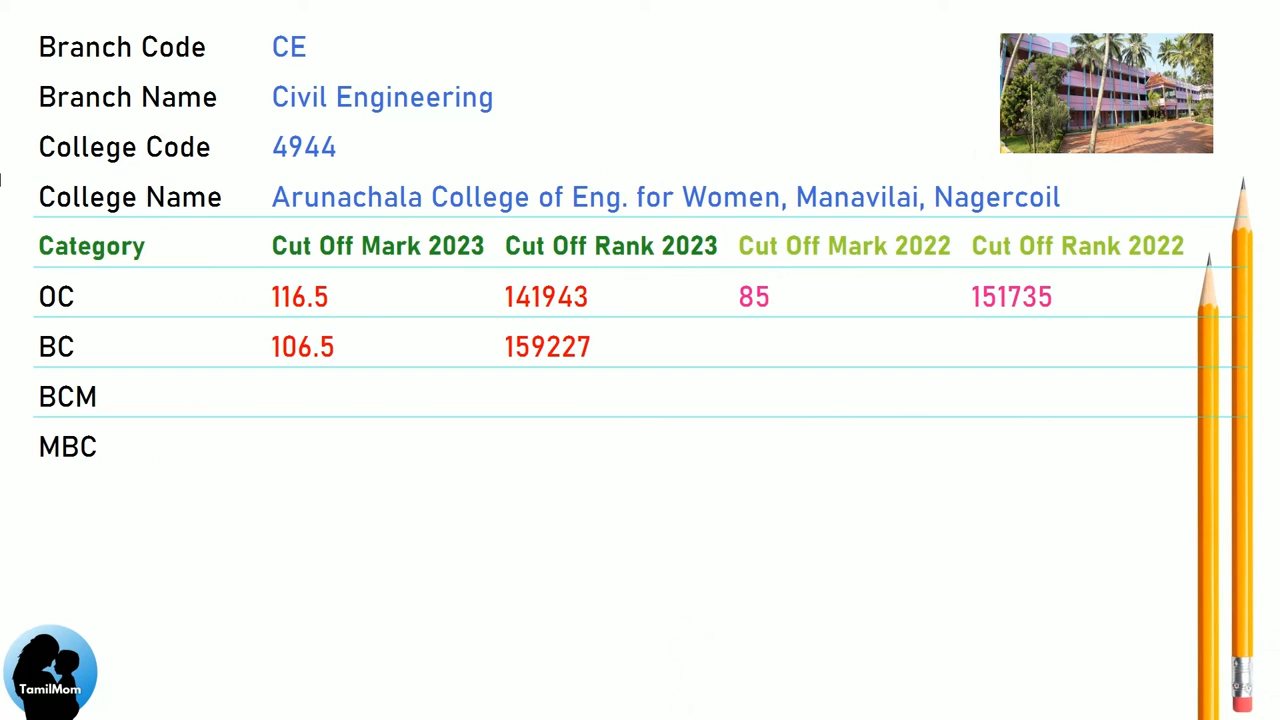 Branch Code CE
Branch Name Civil Engineering
College Code 4944
College Name Arunachala College of Eng. for Women, Manavilai, Nagercoil
Category Cut Off Mark 2023 Cut Off Rank 2023 Cut Off Mark 2022 Cut Off Rank 2022
OC 116.5 141943 85 151735
BC 106.5 159227
BCM
MBC
TamilMom